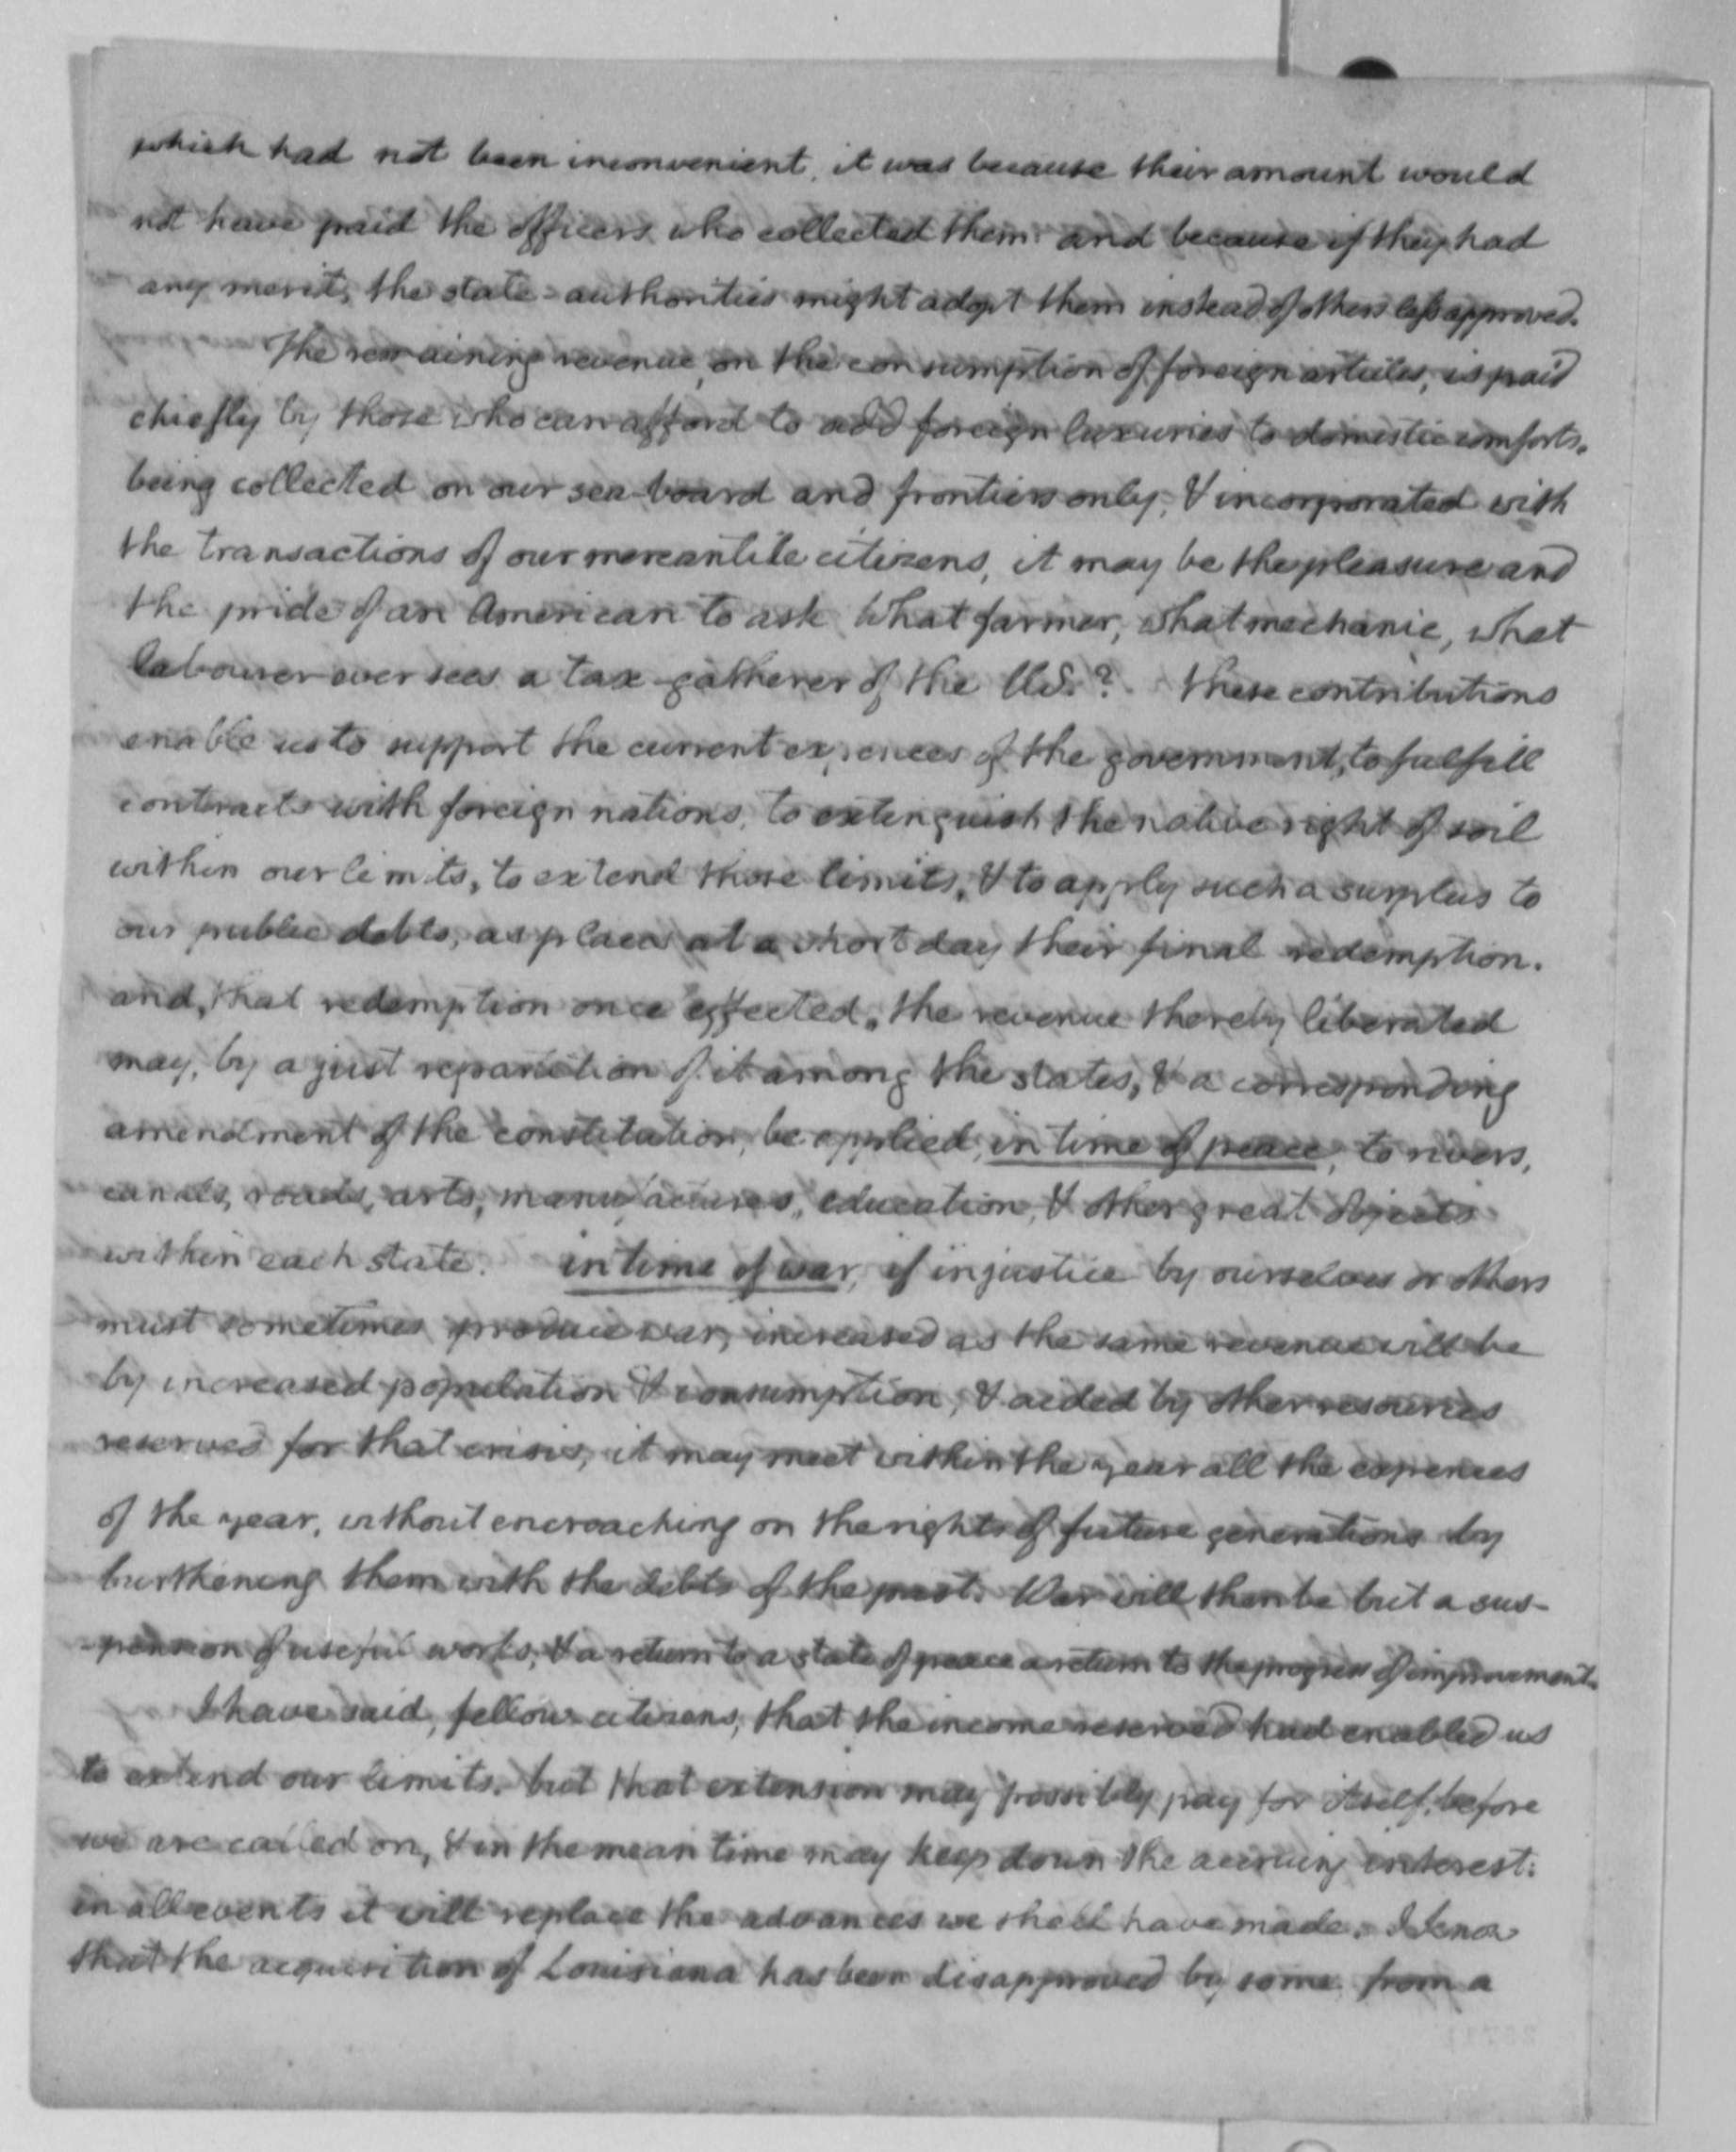 which had not been inconvenient, it was because their amount would
not have paid the officers who collected them: and because if they had
any merit, the state-authorities might adopt them instead of others less approved.
The remaining revenue, on the consumption of foreign articles, is paid
chiefly by those who can afford to add foreign luxuries to domestic comforts.
being collected on our sea-board and frontiers only, & incorporated with
the transactions of our mercantile citizens, it may be the pleasure and
the pride of an American to ask What farmer, what mechanic, what
labourer ever sees a tax-gatherer of the US.? These contributions
enable us to support the current expences of the government, to fulfill
contracts with foreign nations, to extinguish the native right of soil
within our limits, to extend those limits, & to apply such a surplus to
our public debts, as places at a short day their final redemption.
and, that redemption once effected, the revenue thereby liberated
may, by a just repartition of it among the states, & a corresponding
amendment of the constitution, be applied, in time of peace, to rivers,
canals, roads, arts, manufactures, education, & other great objects
within each state. in time of war, if injustice by ourselves or others
must sometimes produce war, increased as the same revenue will be
by increased population & consumption, & aided by other resources
reserved for that crisis, it may meet within the year all the expences
of the year, without encroaching on the rights of future generations by
burthening them with the debts of the past. War will then be but a sus-
-pension of useful works, & a return to a state of peace a return to the progress of improvement.
I have said, fellow citizens, that the income reserved had enabled us
to extend our limits. but that extension may possibly pay for itself, before
we are called on, & in the mean time may keep down the accruing interest:
in all events it will replace the advances we shall have made. I know
that the acquisition of Louisiana has been disapproved by some from a